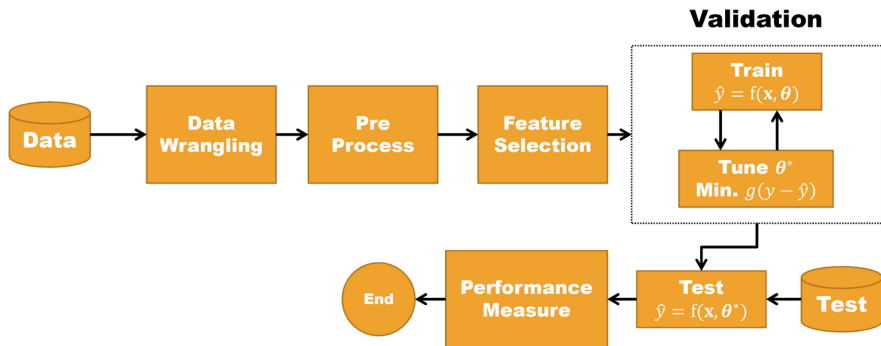 Validation
Data
Data
Wrangling
Pre
Process
Feature
Selection
Train
ŷ = f(x, θ)
Tune θ*
Min. g(y − ŷ)
End
Performance
Measure
Test
ŷ = f(x, θ*)
Test